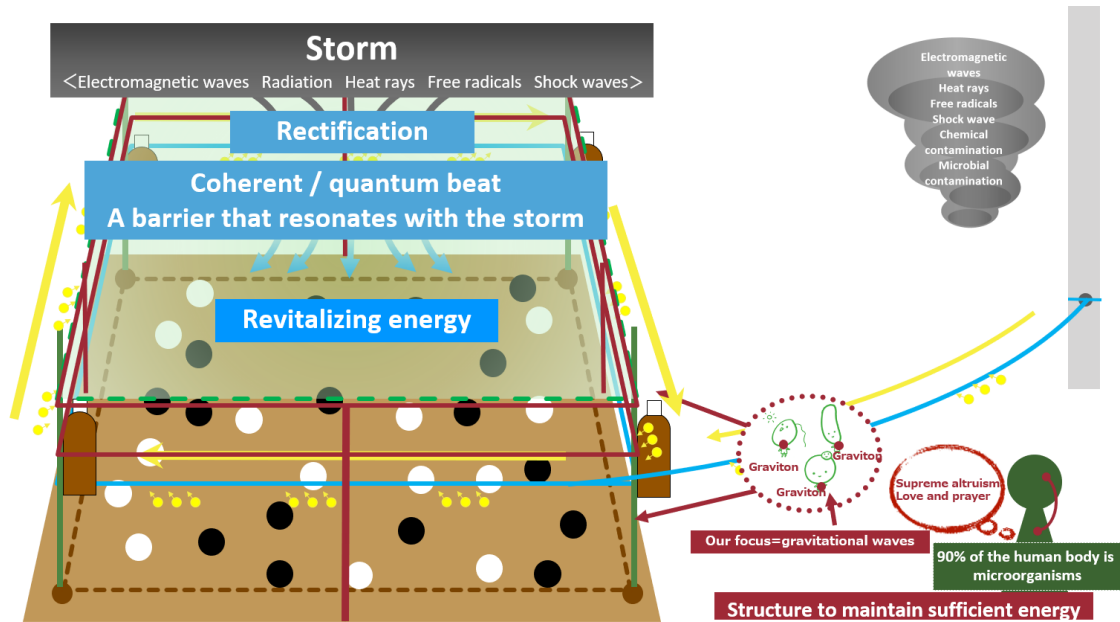 Storm
<Electromagnetic waves Radiation Heat rays Free radicals Shock waves>
Rectification
Coherent / quantum beat
A barrier that resonates with the storm
Revitalizing energy
Electromagnetic
waves
Heat rays
Free radicals
Shock wave
Chemical
contamination
Microbial
contamination
Graviton
Graviton
Graviton
Our focus=gravitational waves
Supreme altruism
Love and prayer
90% of the human body is
microorganisms
Structure to maintain sufficient energy